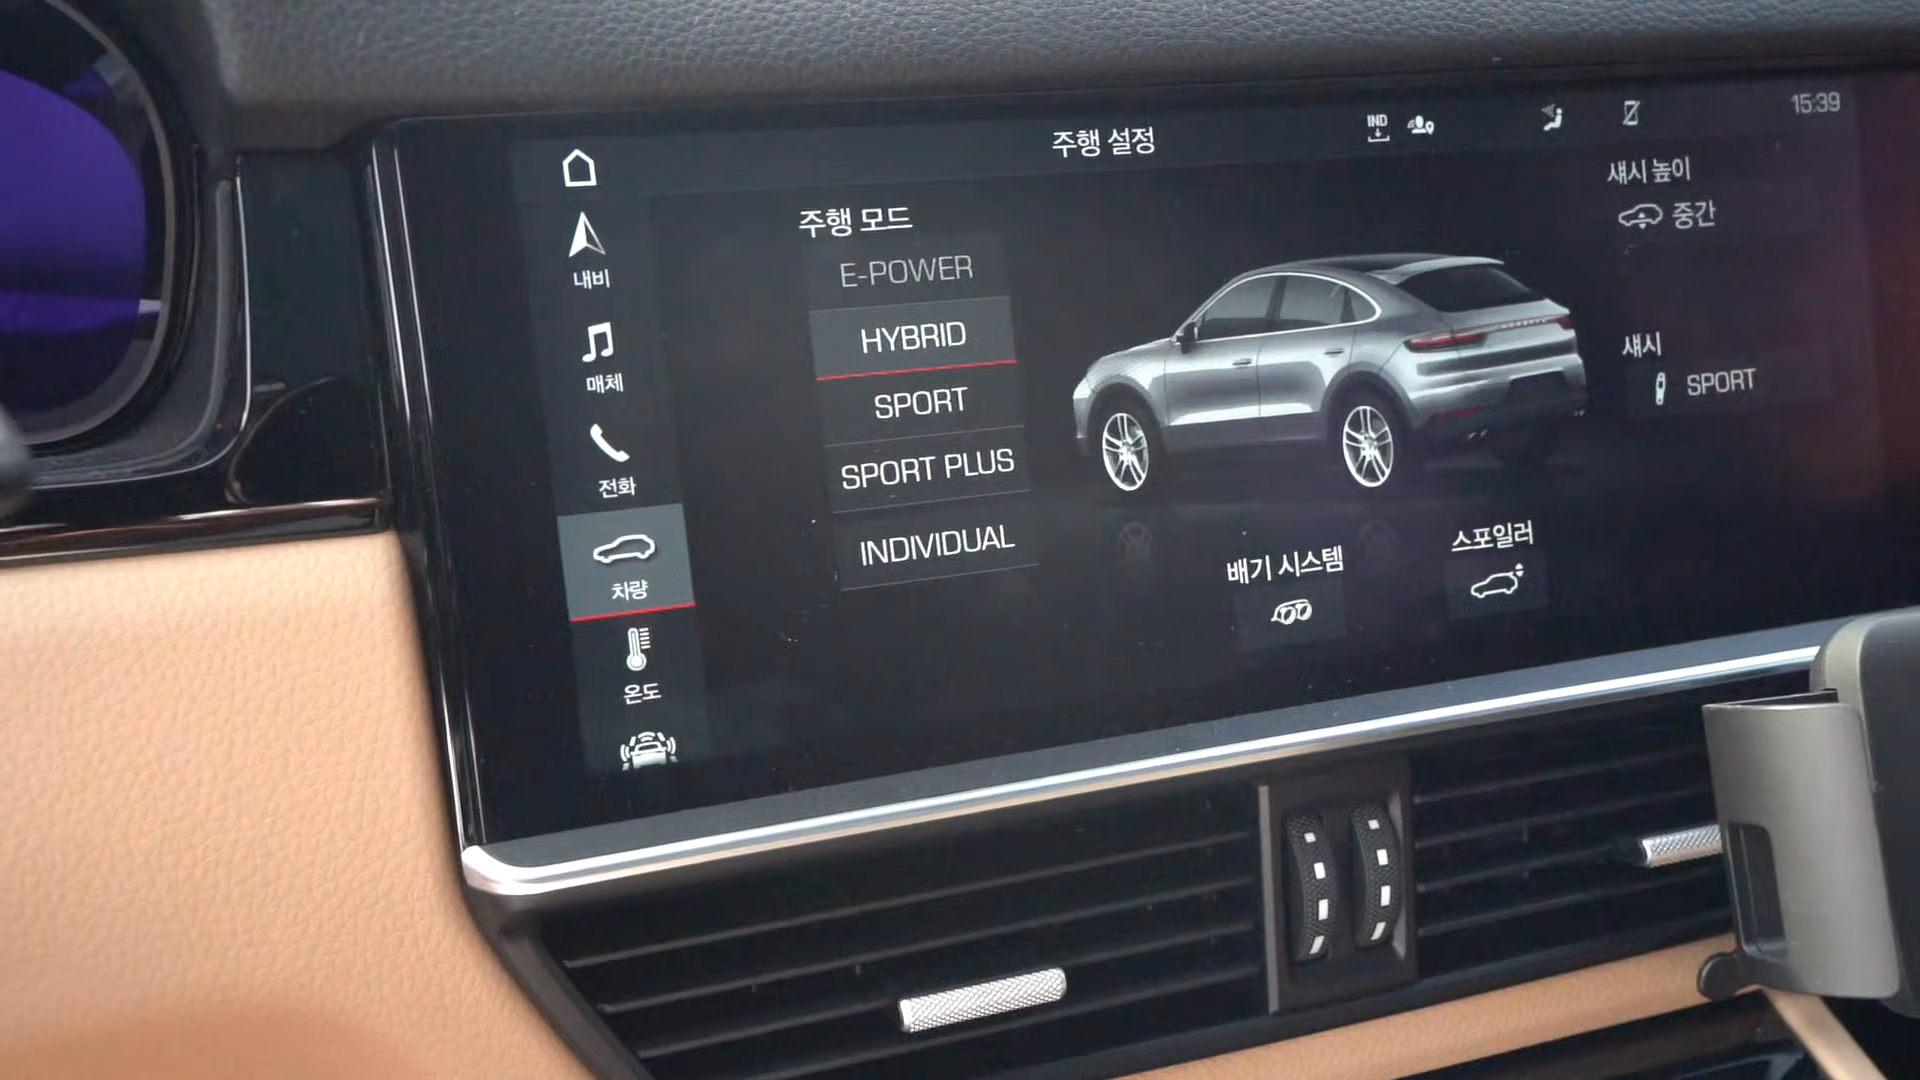 주행 설정
IND
15:39
내비
매체
전화
차량
온도
주행 모드
E-POWER
HYBRID
SPORT
SPORT PLUS
INDIVIDUAL
섀시 높이
중간
섀시
SPORT
배기 시스템
스포일러